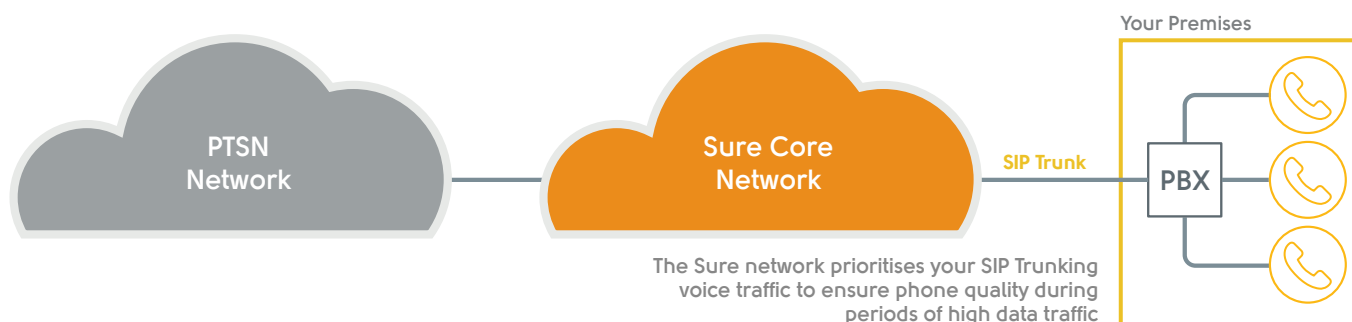 Your Premises
PTSN
Network
Sure Core
Network
SIP Trunk
PBX
The Sure network prioritises your SIP Trunking
voice traffic to ensure phone quality during
periods of high data traffic